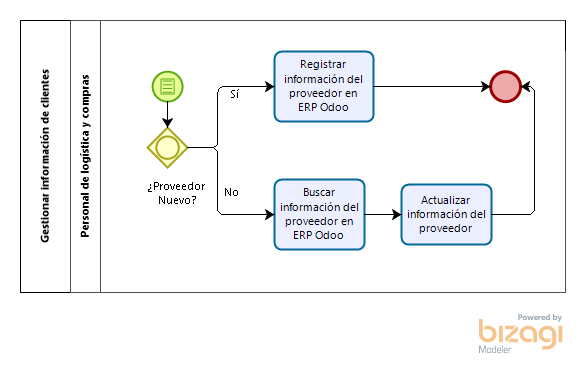 Gestionar información de clientes
Personal de logística y compras
¿Proveedor
Nuevo?
Sí
Registrar
información del
proveedor en
ERP Odoo
No
Buscar
información del
proveedor en
ERP Odoo
Actualizar
información del
proveedor
Powered by
bizagi
Modeler